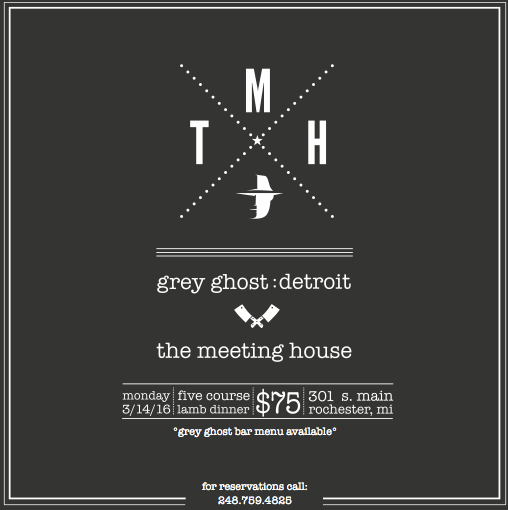 M
T H
grey ghost:detroit
the meeting house
monday five course $75 301 s. main
3/14/16 lamb dinner rochester, mi
°grey ghost bar menu available°
for reservations call:
248.759.4825